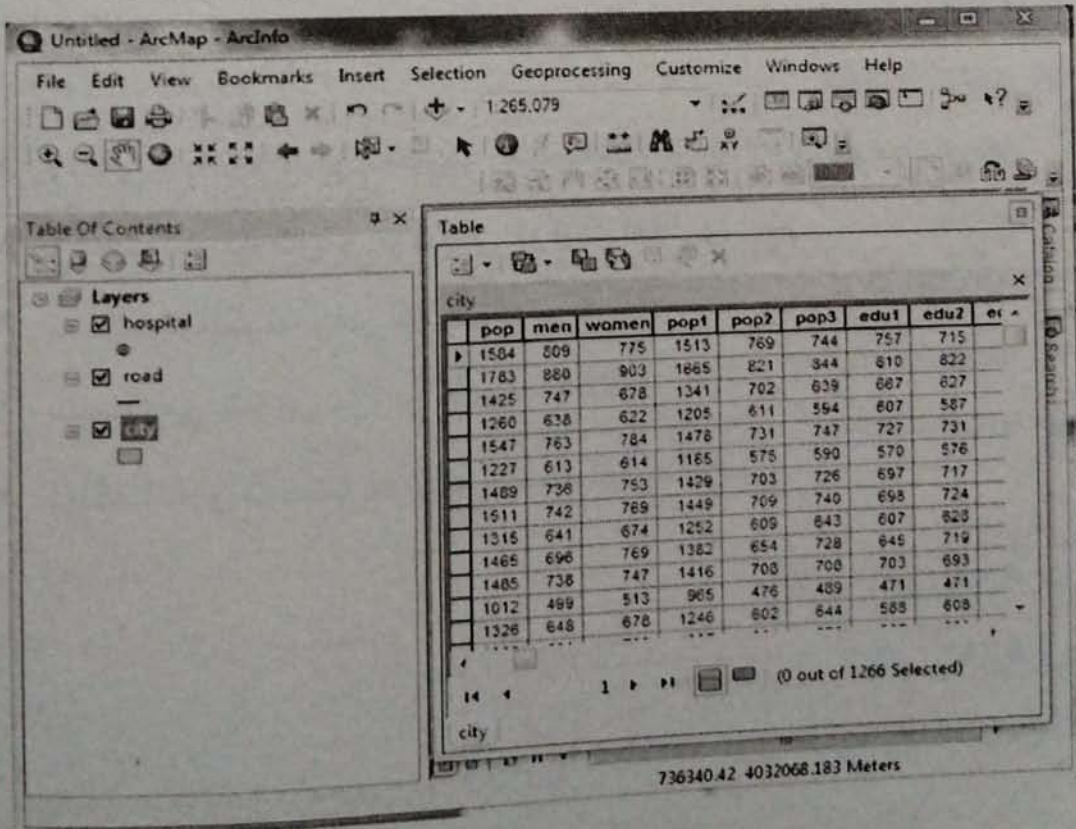 Untitled - ArcMap - ArcInfo
File Edit View Bookmarks Insert Selection Geoprocessing Customize Windows Help
1:265.079
Table Of Contents
Layers
hospital
road
city
Table
city
pop men women pop1 pop2 pop3 edu1 edu2
1584 809 775 1513 769 744 757 715
1783 880 903 1665 821 844 810 822
1425 747 678 1341 702 639 667 627
1260 638 622 1205 611 594 607 587
1547 763 784 1478 731 747 727 731
1227 613 614 1165 575 590 570 576
1489 736 753 1429 703 726 697 717
1511 742 769 1449 709 740 698 724
1315 641 674 1252 609 643 607 628
1465 696 769 1382 654 728 645 719
1485 738 747 1416 708 708 703 693
1012 499 513 965 476 489 471 471
1326 648 678 1246 602 644 588 608
1 (0 out of 1266 Selected)
city
736340.42 4032068.183 Meters
Catalog
Search